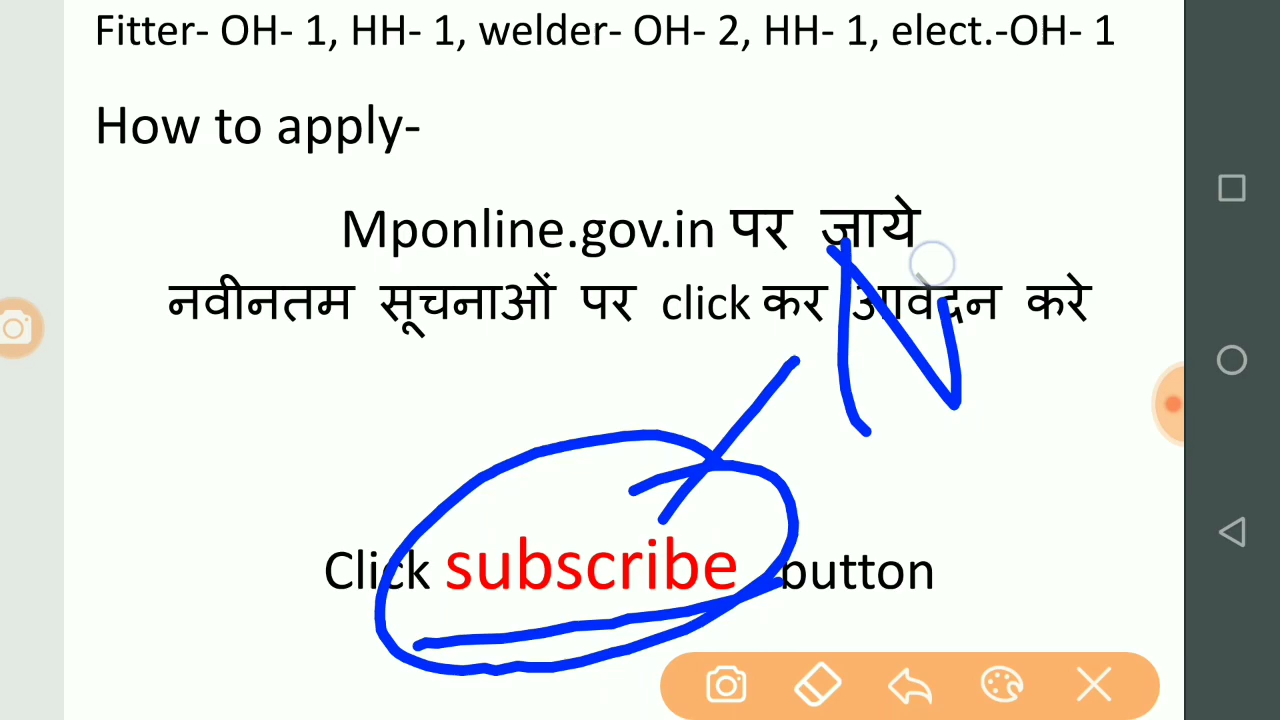 Fitter- OH- 1, HH- 1, welder- OH- 2, HH- 1, elect.-OH- 1
How to apply-
Mponline.gov.in पर जाये
नवीनतम सूचनाओं पर click कर आवेदन करे
N
Click subscribe button